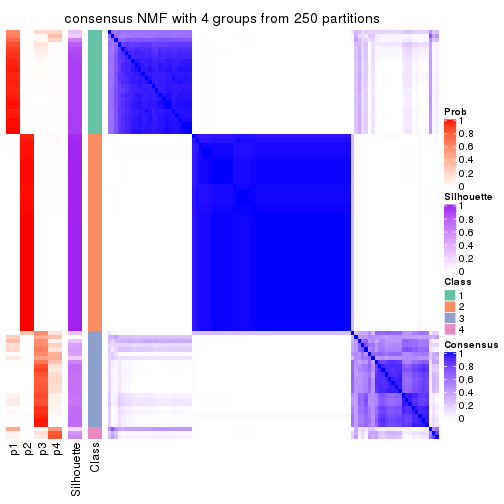 consensus NMF with 4 groups from 250 partitions
Prob
1
0.8
0.6
0.4
0.2
0
Silhouette
1
0.8
0.6
0.4
0.2
0
Class
1
2
3
4
Consensus
1
0.8
0.6
0.4
0.2
0
p1
p2
p3
p4
Silhouette
Class